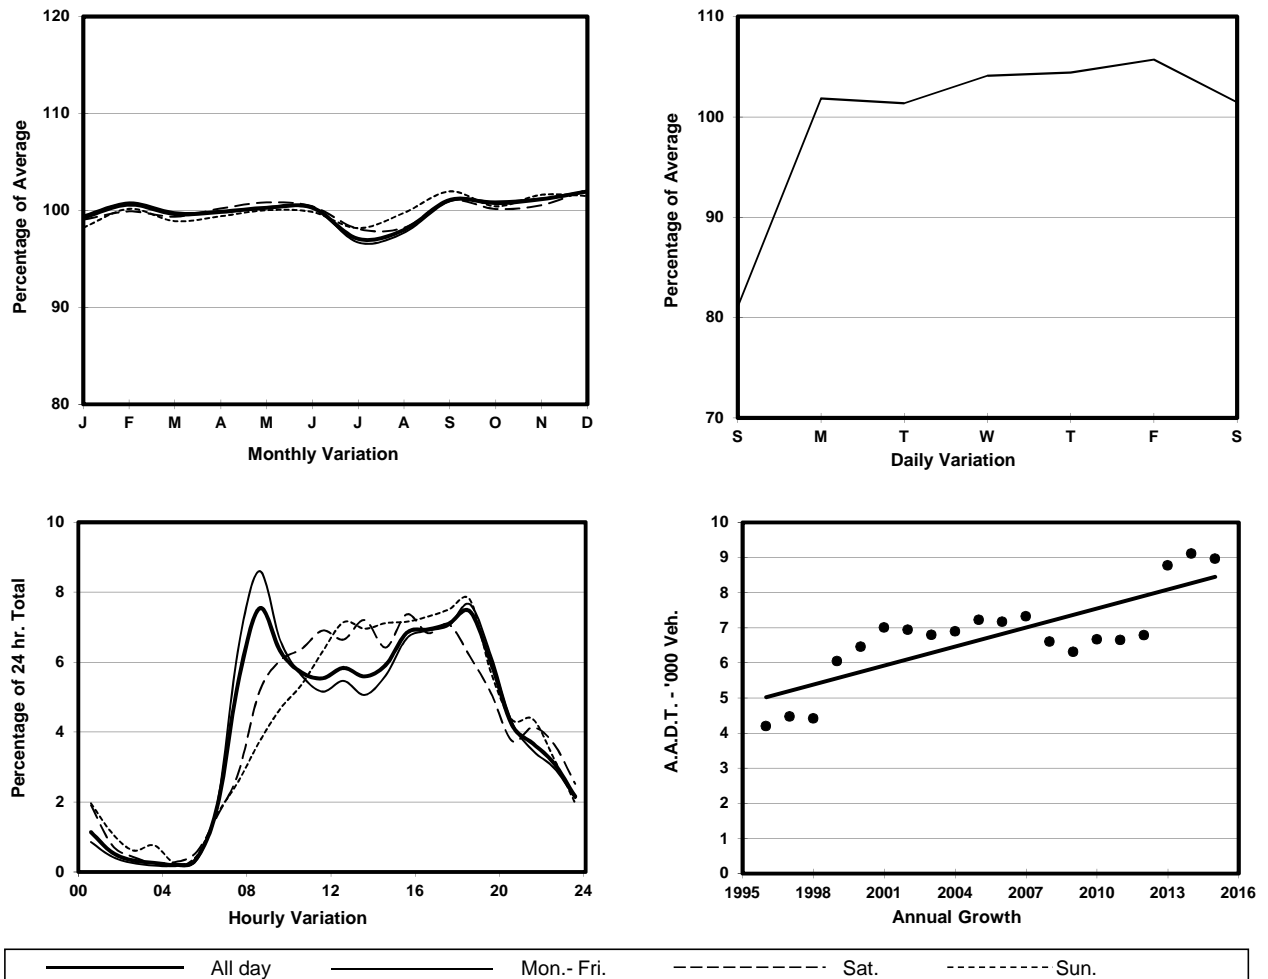 120
110
100
90
80
Percentage of Average
J F M A M J J A S O N D
Monthly Variation
110
100
90
80
70
Percentage of Average
S M T W T F S
Daily Variation
10
8
6
4
2
0
Percentage of 24 hr. Total
00 04 08 12 16 20 24
Hourly Variation
10
9
8
7
6
5
4
3
2
1
0
A.A.D.T. - '000 Veh.
1995 1998 2001 2004 2007 2010 2013 2016
Annual Growth
All day Mon.- Fri. Sat. Sun.